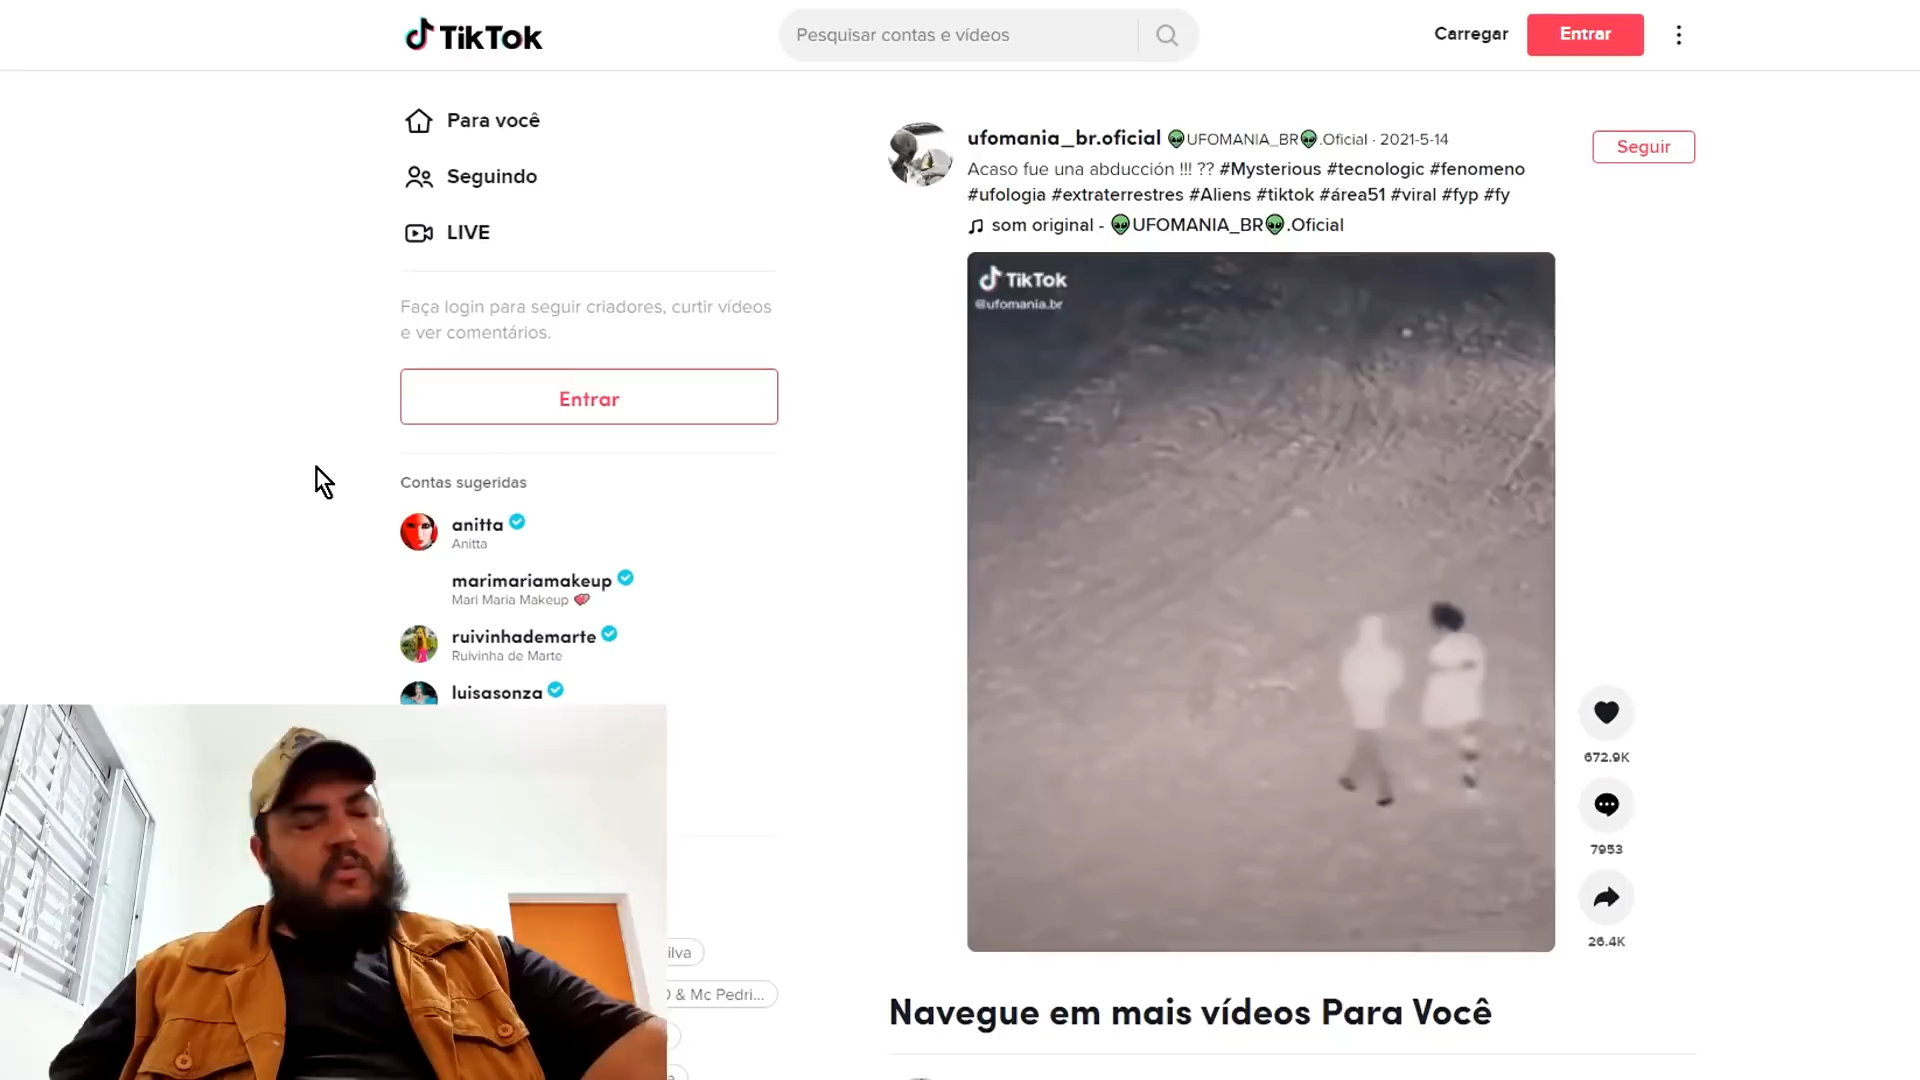 TikTok
Pesquisar contas e vídeos
Carregar
Entrar
Para você
Seguindo
LIVE
Faça login para seguir criadores, curtir vídeos
e ver comentários.
Entrar
Contas sugeridas
anitta
Anitta
marimariamakeup
Mari Maria Makeup
ruivinhademarte
Ruivinha de Marte
luisasonza
ufomania_br.oficial 👽UFOMANIA_BR👽.Oficial · 2021-5-14
Seguir
Acaso fue una abducción !!! ?? #Mysterious #tecnologic #fenomeno
#ufologia #extraterrestres #Aliens #tiktok #área51 #viral #fyp #fy
som original - 👽UFOMANIA_BR👽.Oficial
TikTok
@ufomania.br
672.9K
7953
26.4K
ilva
& Mc Pedri...
Navegue em mais vídeos Para Você